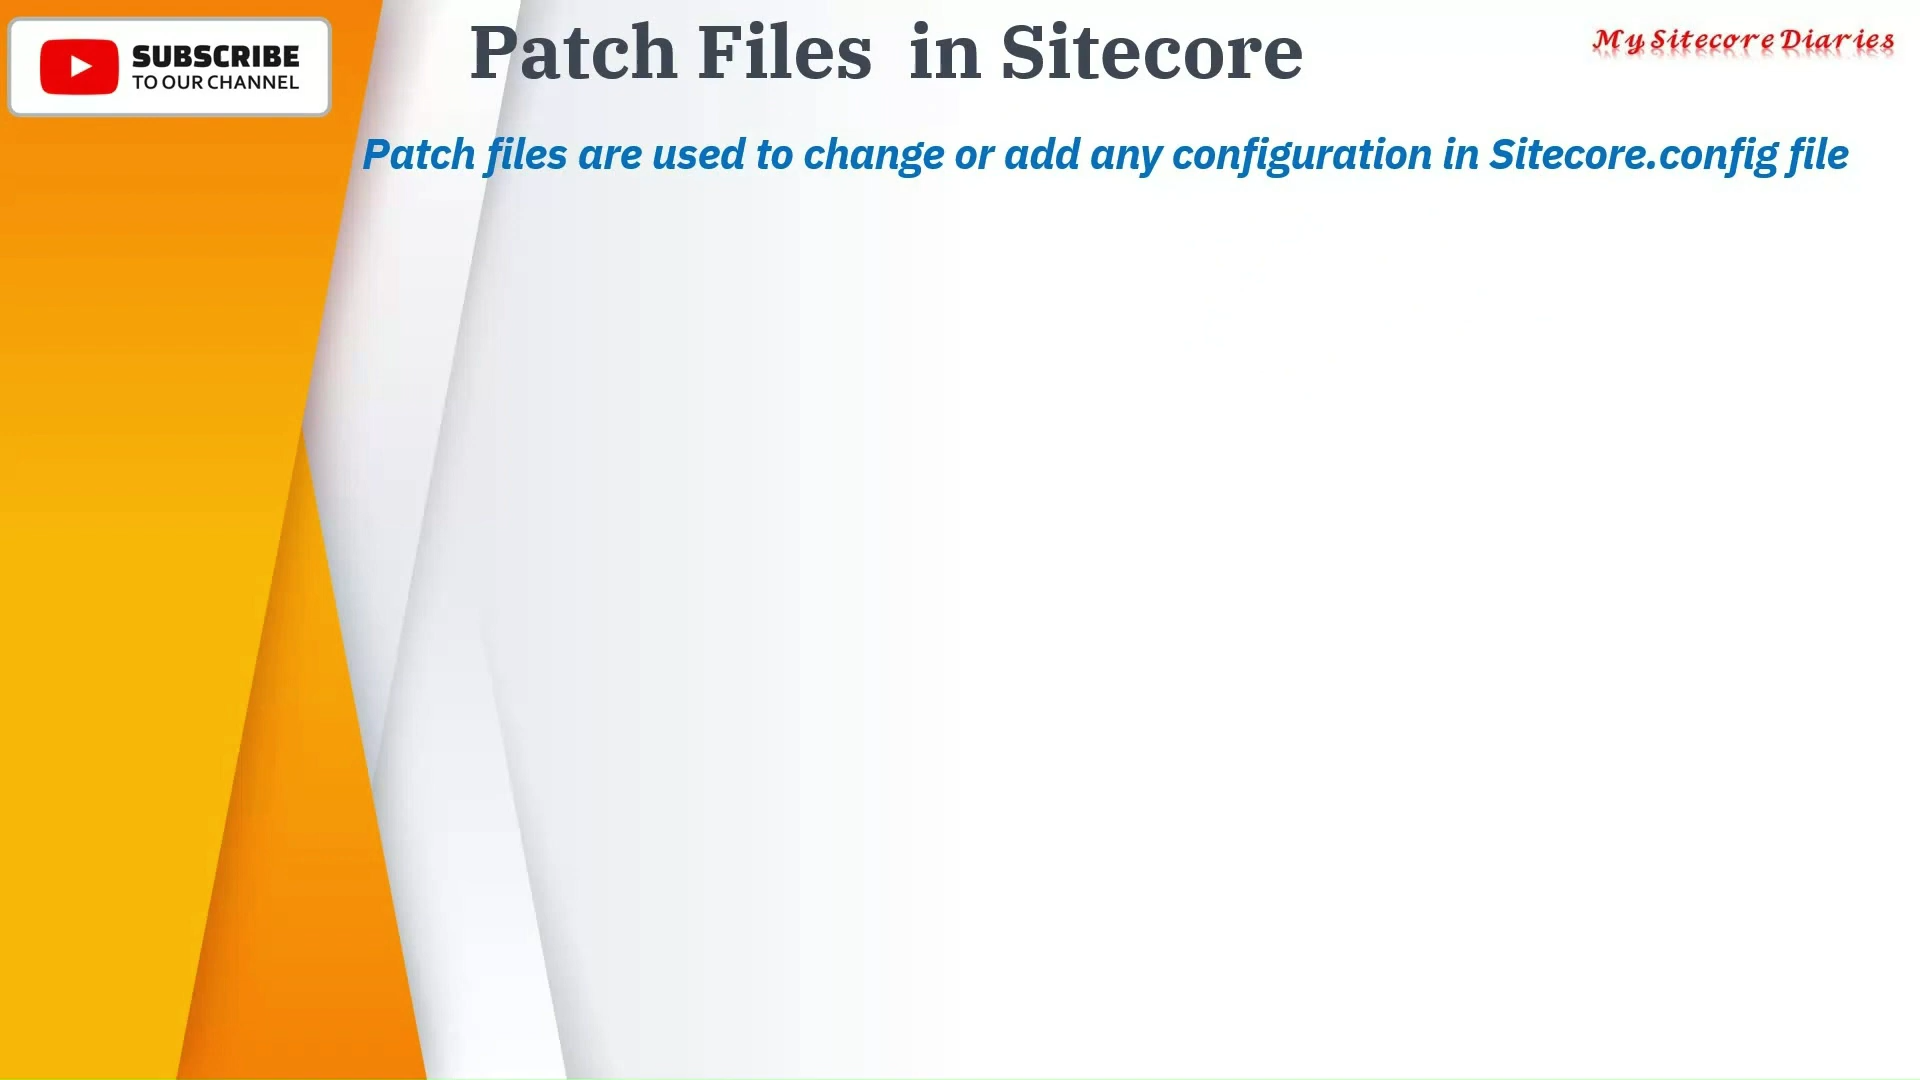 SUBSCRIBE
TO OUR CHANNEL
Patch Files in Sitecore
My Sitecore Diaries
Patch files are used to change or add any configuration in Sitecore.config file